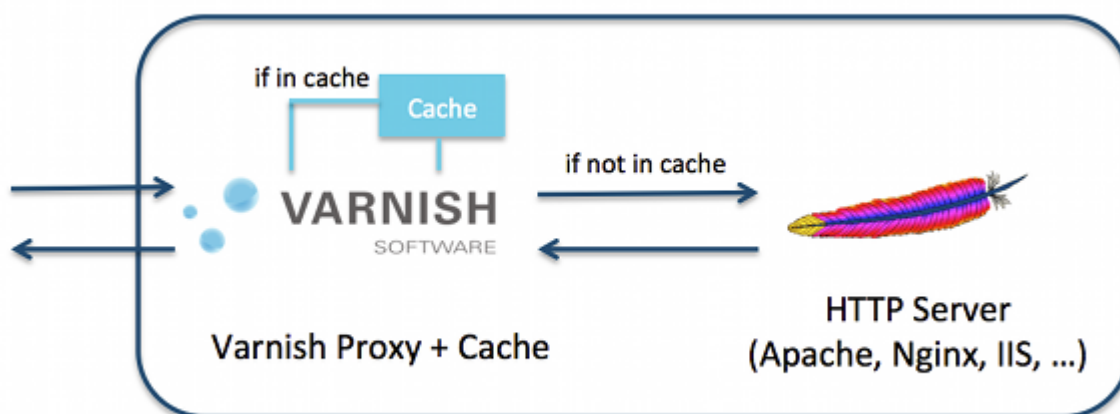 if in cache
Cache
if not in cache
VARNISH
SOFTWARE
Varnish Proxy + Cache
HTTP Server
(Apache, Nginx, IIS, ...)